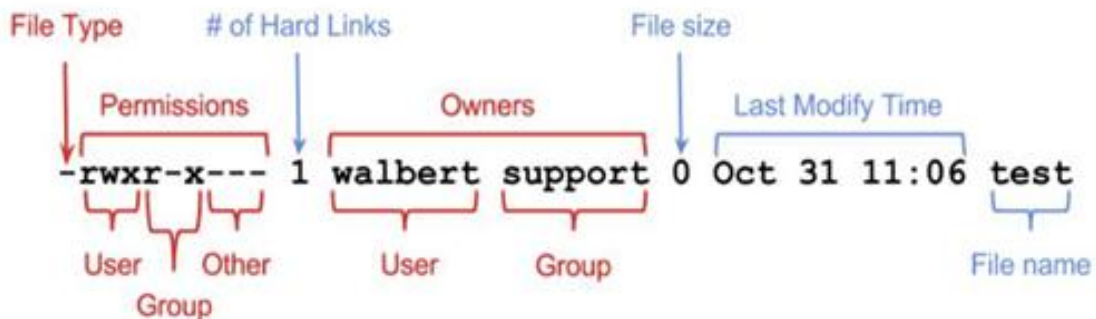 File Type # of Hard Links File size
Permissions Owners Last Modify Time
-rwxr-x--- 1 walbert support 0 Oct 31 11:06 test
User Other User Group File name
Group